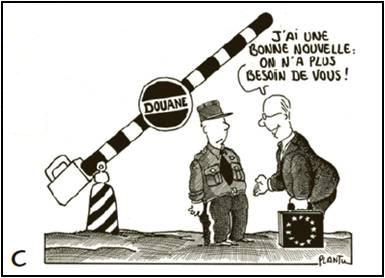 J'AI UNE
BONNE NOUVELLE:
ON N'A PLUS
BESOIN DE VOUS!
DOUANE
PLANTU
C